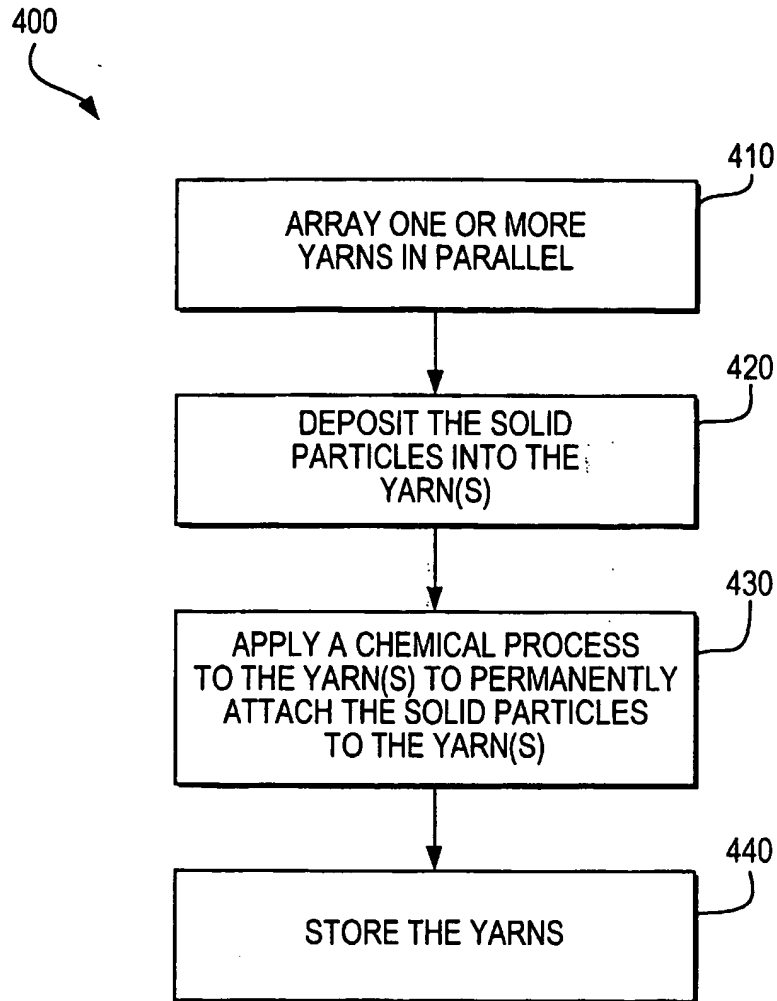 400
410
ARRAY ONE OR MORE
YARNS IN PARALLEL
420
DEPOSIT THE SOLID
PARTICLES INTO THE
YARN(S)
430
APPLY A CHEMICAL PROCESS
TO THE YARN(S) TO PERMANENTLY
ATTACH THE SOLID PARTICLES
TO THE YARN(S)
440
STORE THE YARNS